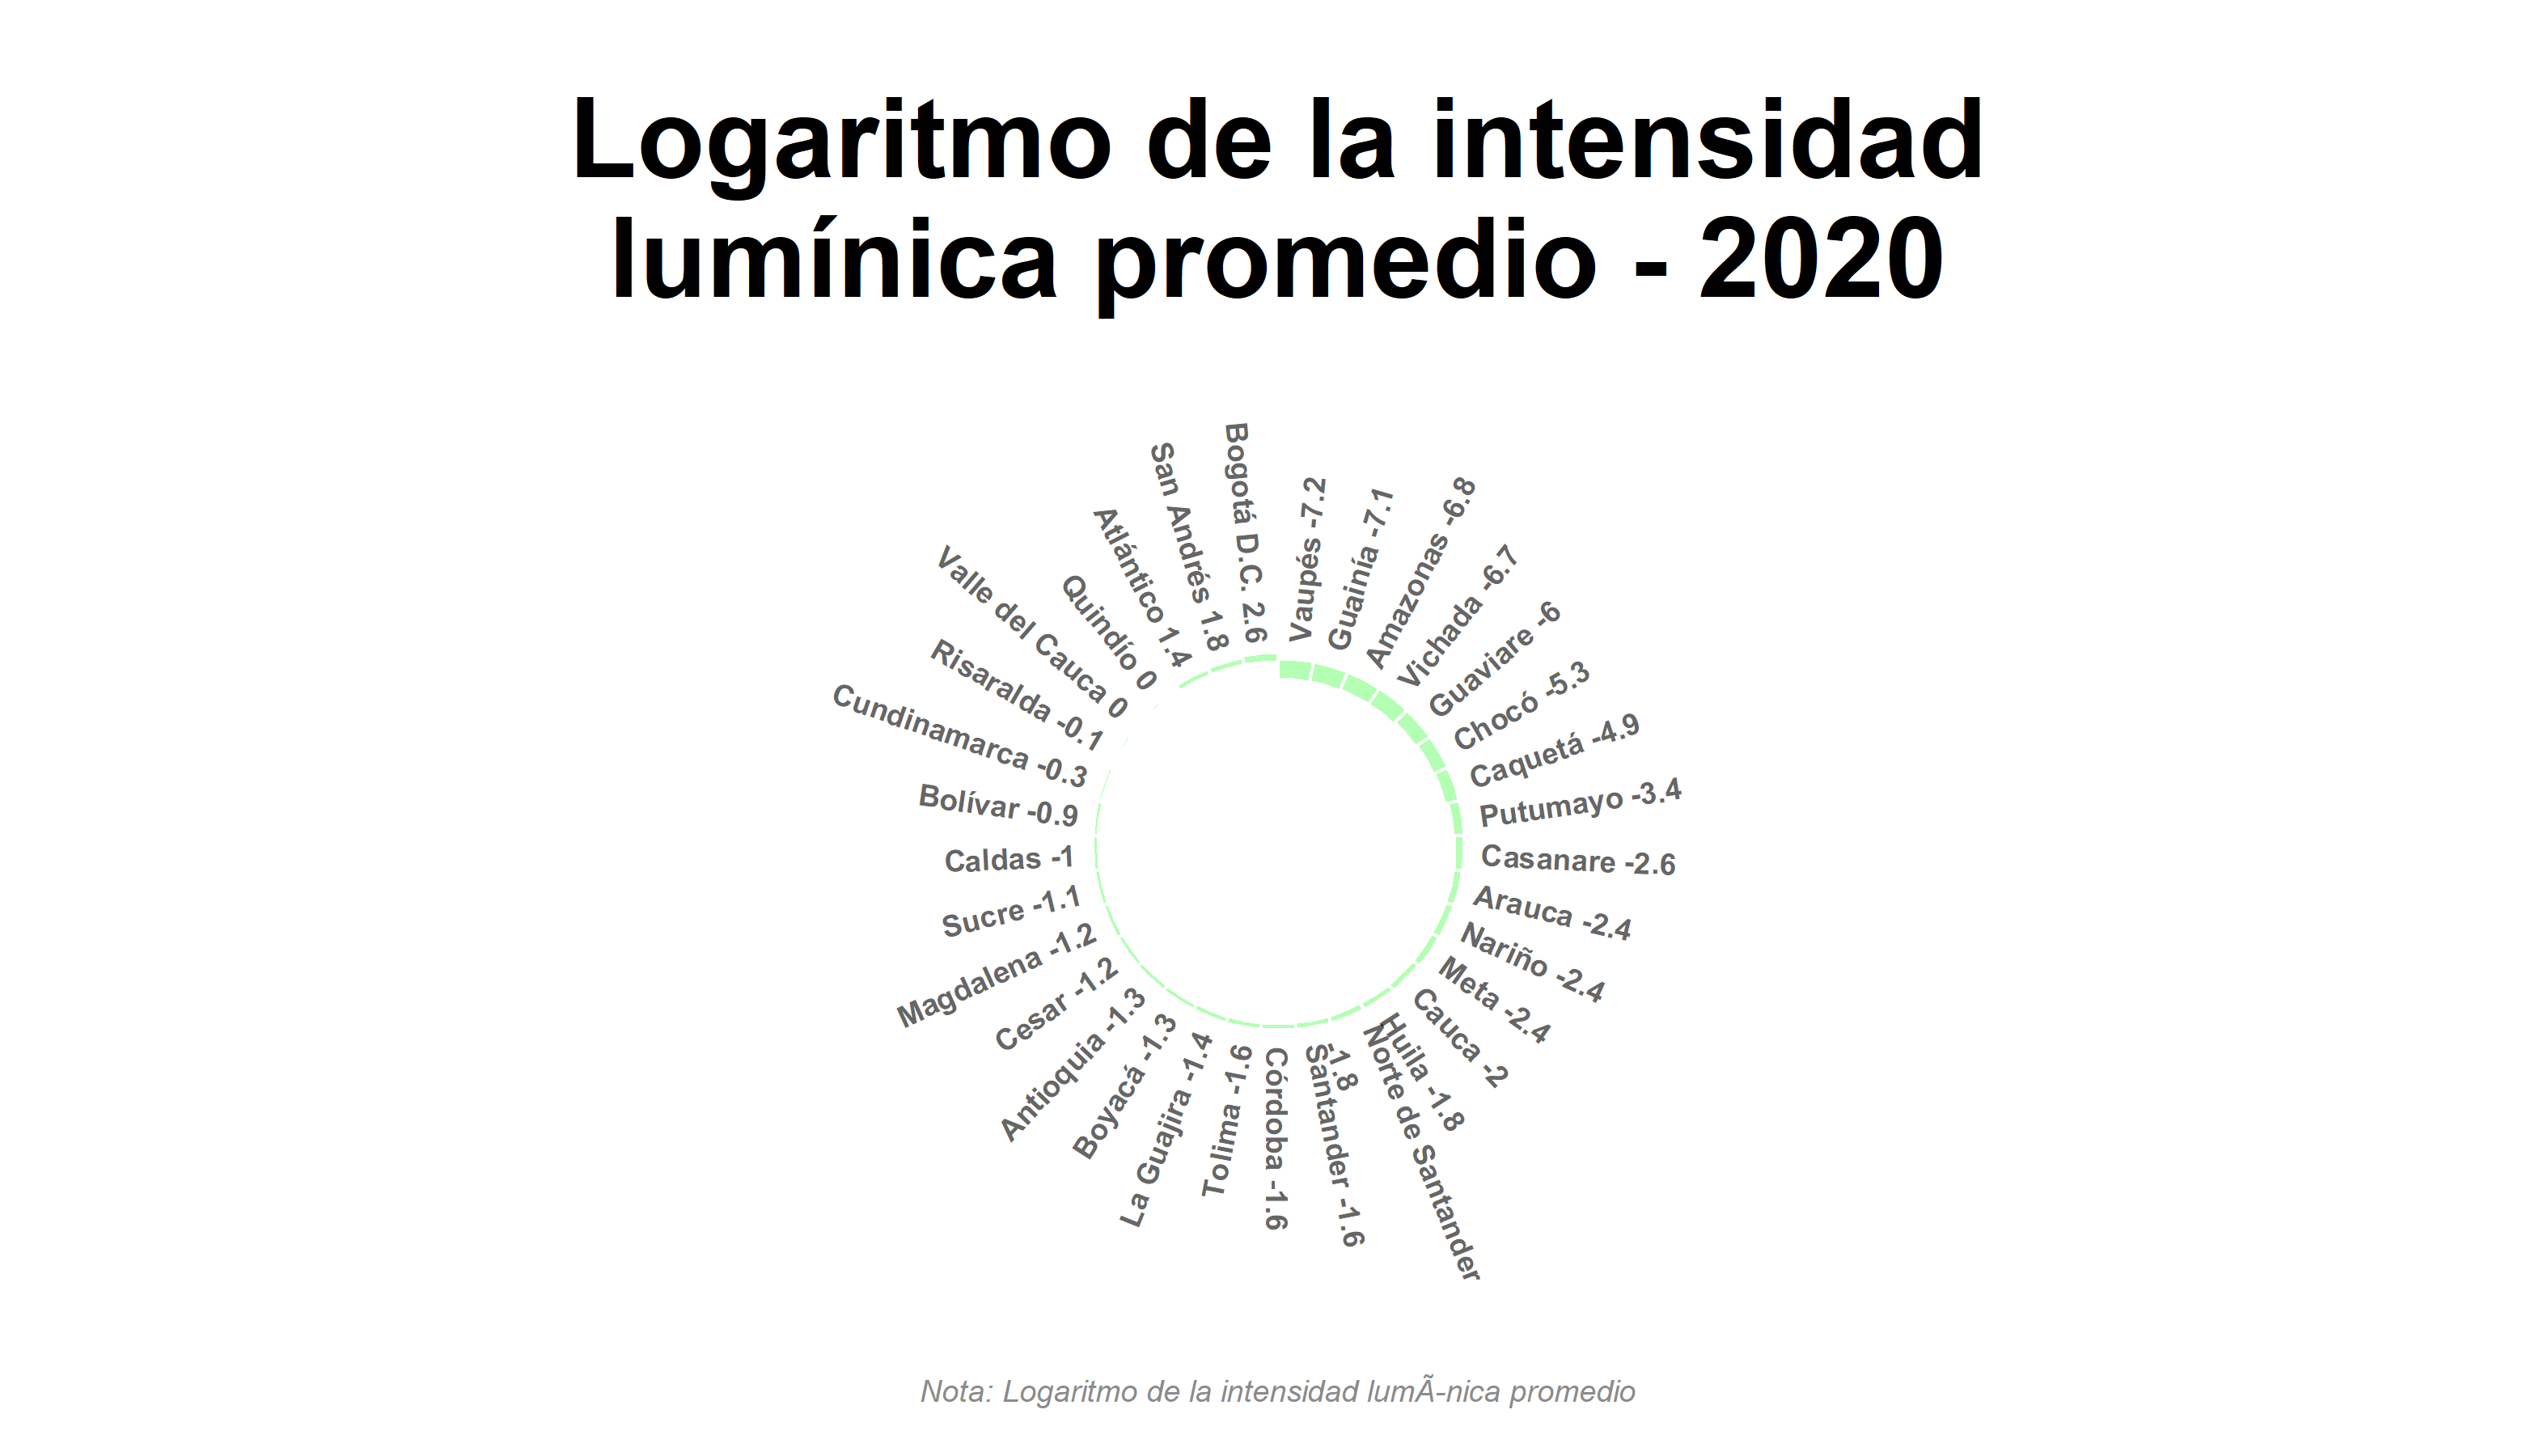 Logaritmo de la intensidad
lumínica promedio - 2020
Vaupés -7.2
Guainía -7.1
Amazonas -6.8
Vichada -6.7
Guaviare -6
Chocó -5.3
Caquetá -4.9
Putumayo -3.4
Casanare -2.6
Arauca -2.4
Nariño -2.4
Meta -2.4
Cauca -2
Huila -1.8
Norte de Santander
-1.8
Santander -1.6
Córdoba -1.6
Tolima -1.6
La Guajira -1.4
Boyacá -1.3
Antioquia -1.3
Cesar -1.2
Magdalena -1.2
Sucre -1.1
Caldas -1
Bolívar -0.9
Cundinamarca -0.3
Risaralda -0.1
Valle del Cauca 0
Quindío 0
Atlántico 1.4
San Andrés 1.8
Bogotá D.C. 2.6
Nota: Logaritmo de la intensidad lumÃ-nica promedio